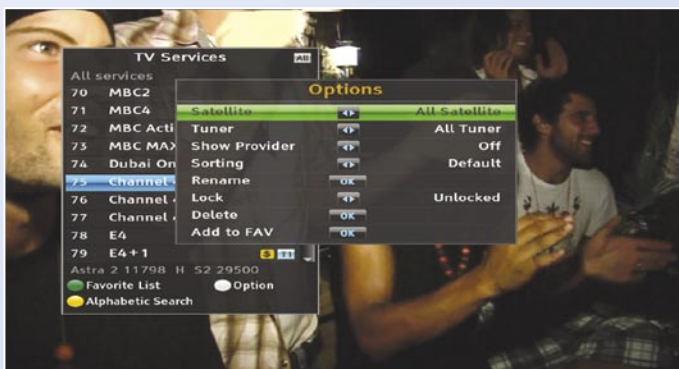 TV Services
All
All services
70 MBC2
71 MBC4
72 MBC Acti
73 MBC MAX
74 Dubai On
75 Channel 4
76 Channel 4
77 Channel 4
78 E4
79 E4+1 $
Astra 2 11798 H S2 29500
Favorite List Option
Alphabetic Search
Options
Satellite All Satellite
Tuner All Tuner
Show Provider Off
Sorting Default
Rename OK
Lock Unlocked
Delete OK
Add to FAV OK